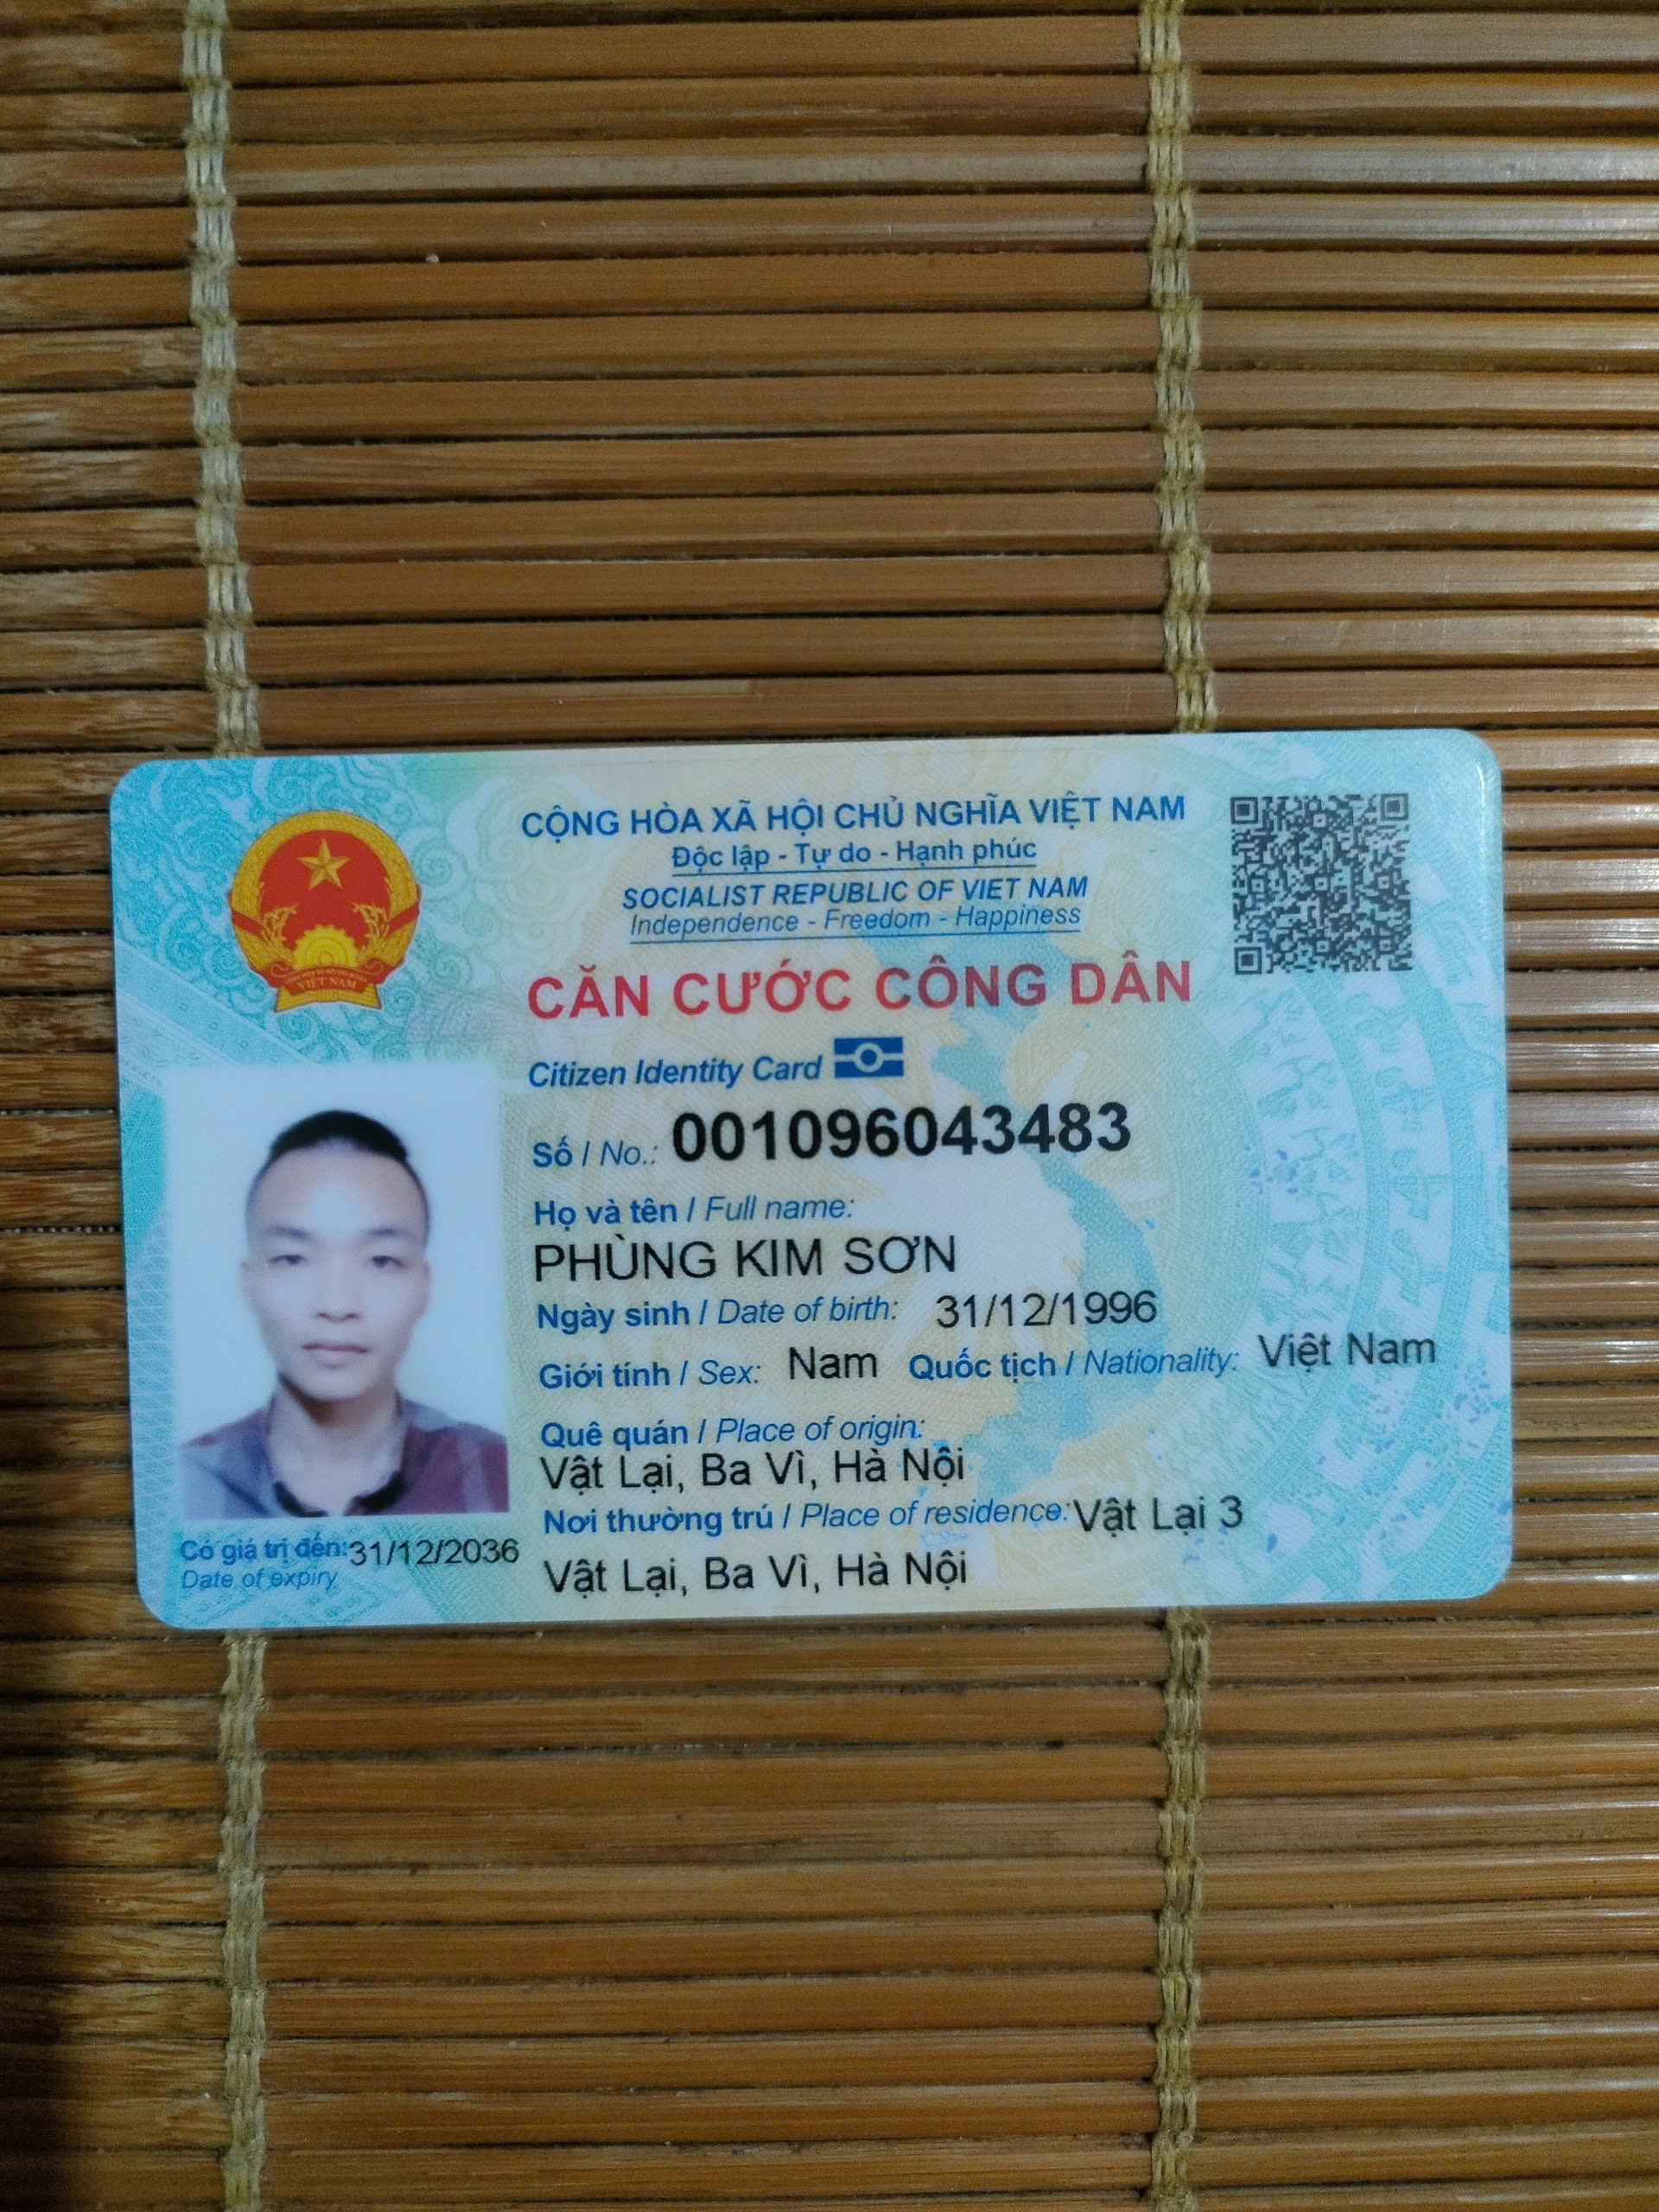 CỘNG HÒA XÃ HỘI CHỦ NGHĨA VIỆT NAM
Độc lập - Tự do - Hạnh phúc
SOCIALIST REPUBLIC OF VIET NAM
Independence - Freedom - Happiness
CĂN CƯỚC CÔNG DÂN
Citizen Identity Card
Số / No.: 001096043483
Họ và tên / Full name:
PHÙNG KIM SƠN
Ngày sinh / Date of birth: 31/12/1996
Giới tính / Sex: Nam Quốc tịch / Nationality: Việt Nam
Quê quán / Place of origin:
Vật Lại, Ba Vì, Hà Nội
Nơi thường trú / Place of residence: Vật Lại 3
Vật Lại, Ba Vì, Hà Nội
Có giá trị đến: 31/12/2036
Date of expiry
VIỆT NAM